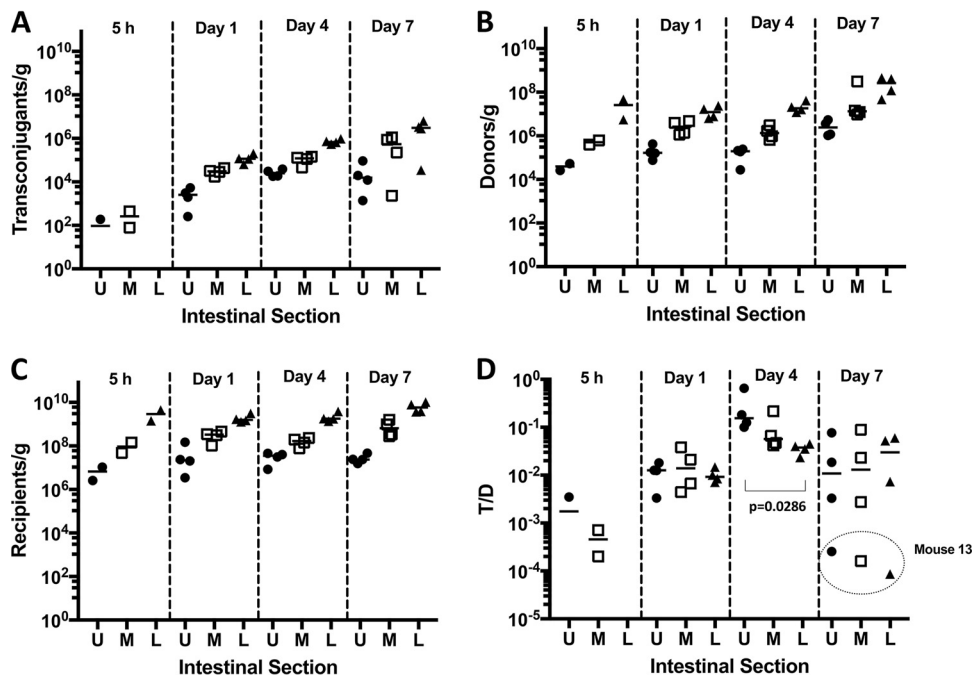 A
5 h
Day 1
Day 4
Day 7
Transconjugants/g
10^10
10^8
10^6
10^4
10^2
10^0
U M L U M L U M L U M L
Intestinal Section
B
5 h
Day 1
Day 4
Day 7
Donors/g
10^10
10^8
10^6
10^4
10^2
10^0
U M L U M L U M L U M L
Intestinal Section
C
5 h
Day 1
Day 4
Day 7
Recipients/g
10^10
10^8
10^6
10^4
10^2
10^0
U M L U M L U M L U M L
Intestinal Section
D
5 h
Day 1
Day 4
Day 7
T/D
10^0
10^-1
10^-2
10^-3
10^-4
10^-5
p=0.0286
Mouse 13
U M L U M L U M L U M L
Intestinal Section